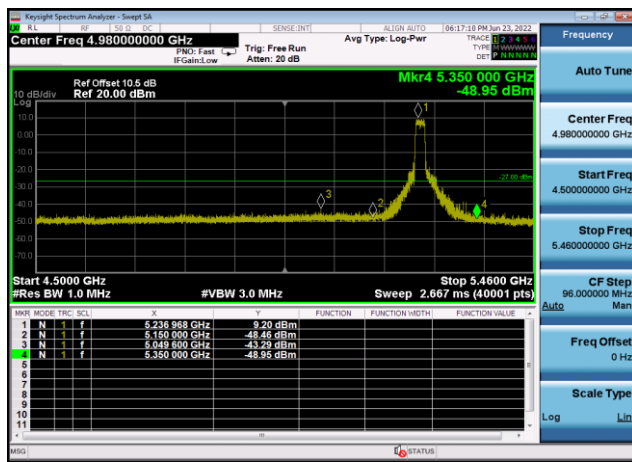 Keysight Spectrum Analyzer - Swept SA
RL RF 50 Ω DC SENSE:INT ALIGN AUTO 06:17:10 PM Jun 23, 2022
Center Freq 4.980000000 GHz
PNO: Fast
IFGain:Low
Trig: Free Run
Atten: 20 dB
Avg Type: Log-Pwr
TRACE 1 2 3 4 5 6
TYPE M WWWWW
DET P N N N N N
Ref Offset 10.5 dB
10 dB/div Ref 20.00 dBm
Log
Mkr4 5.350 000 GHz
-48.95 dBm
10.0
0.00
-10.0
-20.0
-30.0
-40.0
-50.0
-60.0
-70.0
1
2
3
4
-27.00 dBm
Start 4.5000 GHz Stop 5.4600 GHz
#Res BW 1.0 MHz #VBW 3.0 MHz Sweep 2.667 ms (40001 pts)
MKR MODE TRC SCL X Y FUNCTION FUNCTION WIDTH FUNCTION VALUE
1 N 1 f 5.236 968 GHz 9.20 dBm
2 N 1 f 5.150 000 GHz -48.46 dBm
3 N 1 f 5.049 600 GHz -43.29 dBm
4 N 1 f 5.350 000 GHz -48.95 dBm
5
6
7
8
9
10
11
MSG STATUS
Frequency
Auto Tune
Center Freq
4.980000000 GHz
Start Freq
4.500000000 GHz
Stop Freq
5.460000000 GHz
CF Step
96.000000 MHz
Auto Man
Freq Offset
0 Hz
Scale Type
Log Lin